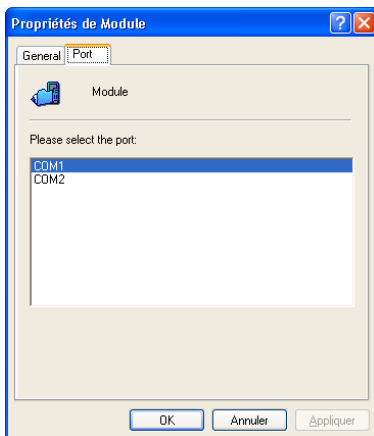 Propriétés de Module
General Port
Module
Please select the port:
COM1
COM2
OK Annuler Appliquer